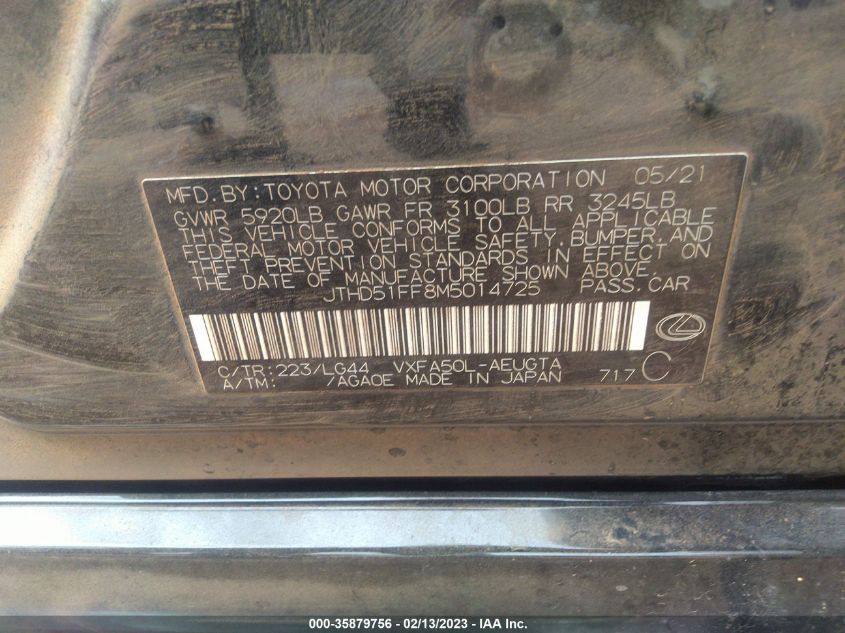 MFD.BY:TOYOTA MOTOR CORPORATION 05/21
GVWR 5920LB GAWR FR 3100LB RR 3245LB
THIS VEHICLE CONFORMS TO ALL APPLICABLE
FEDERAL MOTOR VEHICLE SAFETY,BUMPER,AND
THEFT PREVENTION STANDARDS IN EFFECT ON
THE DATE OF MANUFACTURE SHOWN ABOVE.
JTHD51FF8M5014725 PASS.CAR
C/TR:223/LG44 VXFA50L-AEUGTA
A/TM: /AGA0E MADE IN JAPAN 717 C
000-35879756 — 02/13/2023 — IAA Inc.